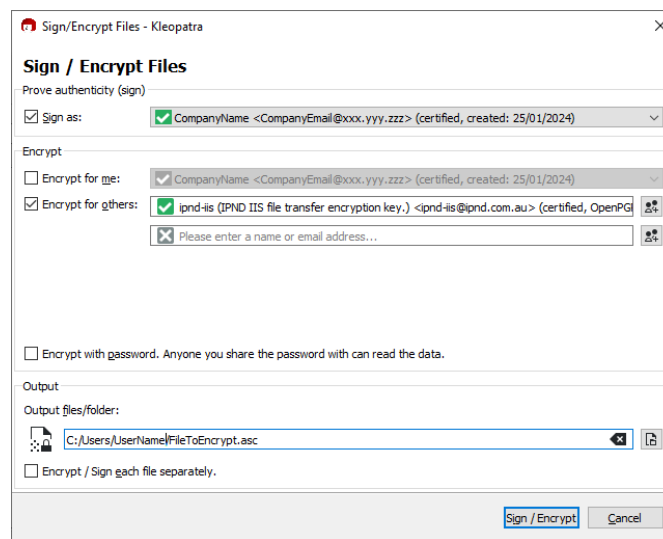 Sign/Encrypt Files - Kleopatra
Sign / Encrypt Files
Prove authenticity (sign)
Sign as: CompanyName <CompanyEmail@xxx.yyy.zzz> (certified, created: 25/01/2024)
Encrypt
Encrypt for me: CompanyName <CompanyEmail@xxx.yyy.zzz> (certified, created: 25/01/2024)
Encrypt for others: ipnd-iis (IPND IIS file transfer encryption key.) <ipnd-iis@ipnd.com.au> (certified, OpenPG
Please enter a name or email address...
Encrypt with password. Anyone you share the password with can read the data.
Output
Output files/folder:
C:/Users/UserName/FileToEncrypt.asc
Encrypt / Sign each file separately.
Sign / Encrypt Cancel